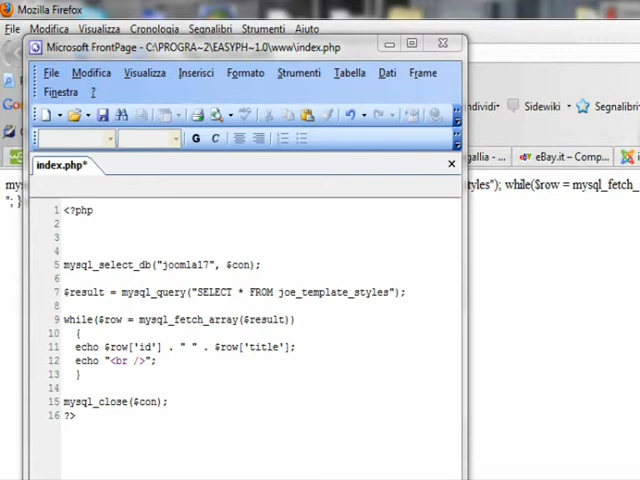 Mozilla Firefox
File Modifica Visualizza Cronologia Segnalibri Strumenti Aiuto
Microsoft FrontPage - C:\PROGRA~2\EASYPH~1.0\www\index.php
File Modifica Visualizza Inserisci Formato Strumenti Tabella Dati Frame
Finestra ?
Sidewiki Segnalibri
G C
index.php*
eBay.it – Comp...
while($row = mysql_fetch_
"; }
1 <?php
2
3
4
5 mysql_select_db("joomla17", $con);
6
7 $result = mysql_query("SELECT * FROM joe_template_styles");
8
9 while($row = mysql_fetch_array($result))
10 {
11 echo $row['id'] . " " . $row['title'];
12 echo "<br />";
13 }
14
15 mysql_close($con);
16 ?>